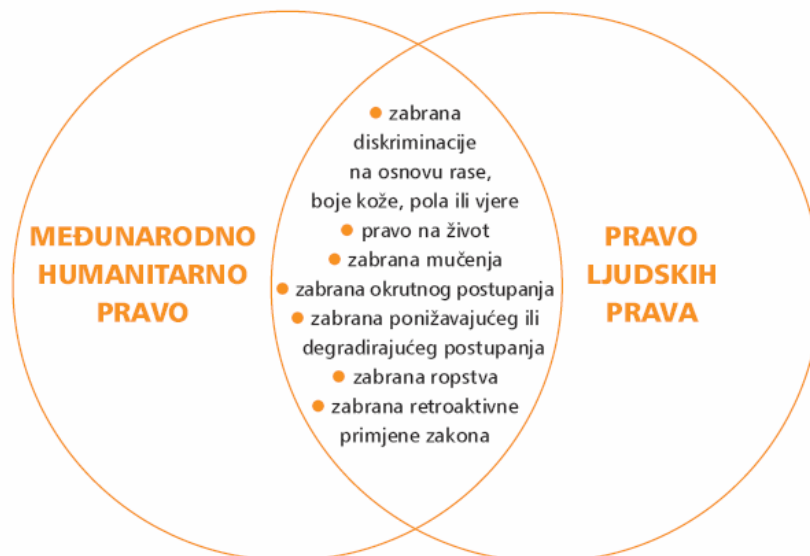 MEĐUNARODNO
HUMANITARNO
PRAVO
● zabrana
diskriminacije
na osnovu rase,
boje kože, pola ili vjere
● pravo na život
● zabrana mučenja
● zabrana okrutnog postupanja
● zabrana ponižavajućeg ili
degradirajućeg postupanja
● zabrana ropstva
● zabrana retroaktivne
primjene zakona
PRAVO
LJUDSKIH
PRAVA